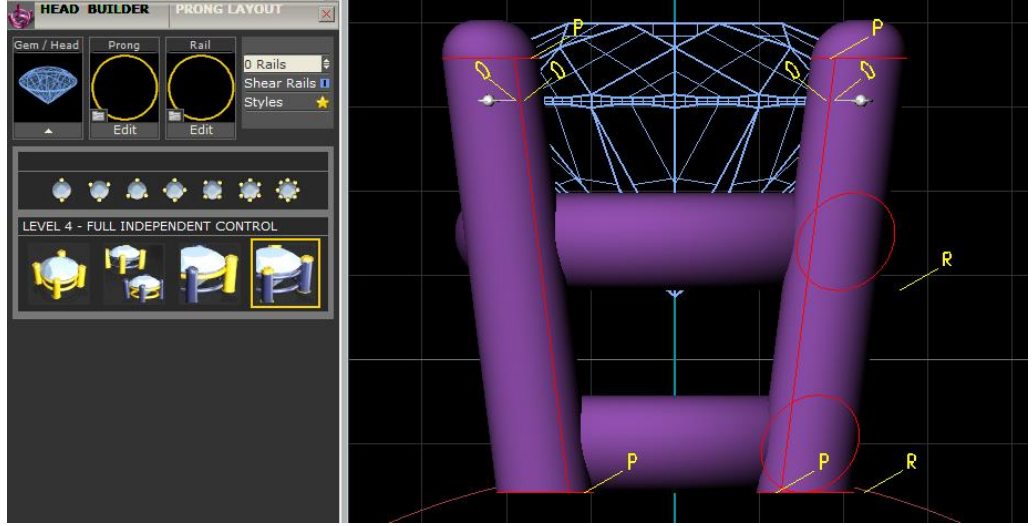 HEAD BUILDER PRONG LAYOUT
Gem / Head Prong Rail
0 Rails
Shear Rails
Styles
Edit Edit
LEVEL 4 - FULL INDEPENDENT CONTROL
P P
D D D D
R
P P R